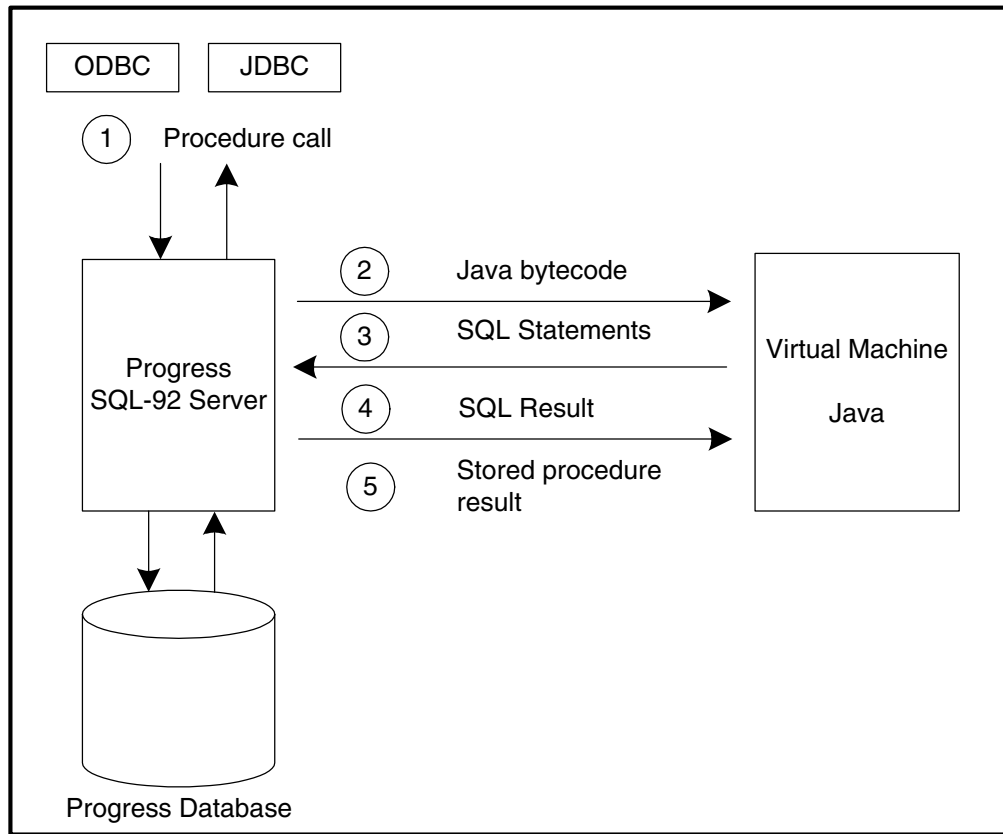 ODBC
JDBC
1
Procedure call
2
Java bytecode
3
SQL Statements
Progress
SQL-92 Server
Virtual Machine
Java
4
SQL Result
5
Stored procedure
result
Progress Database